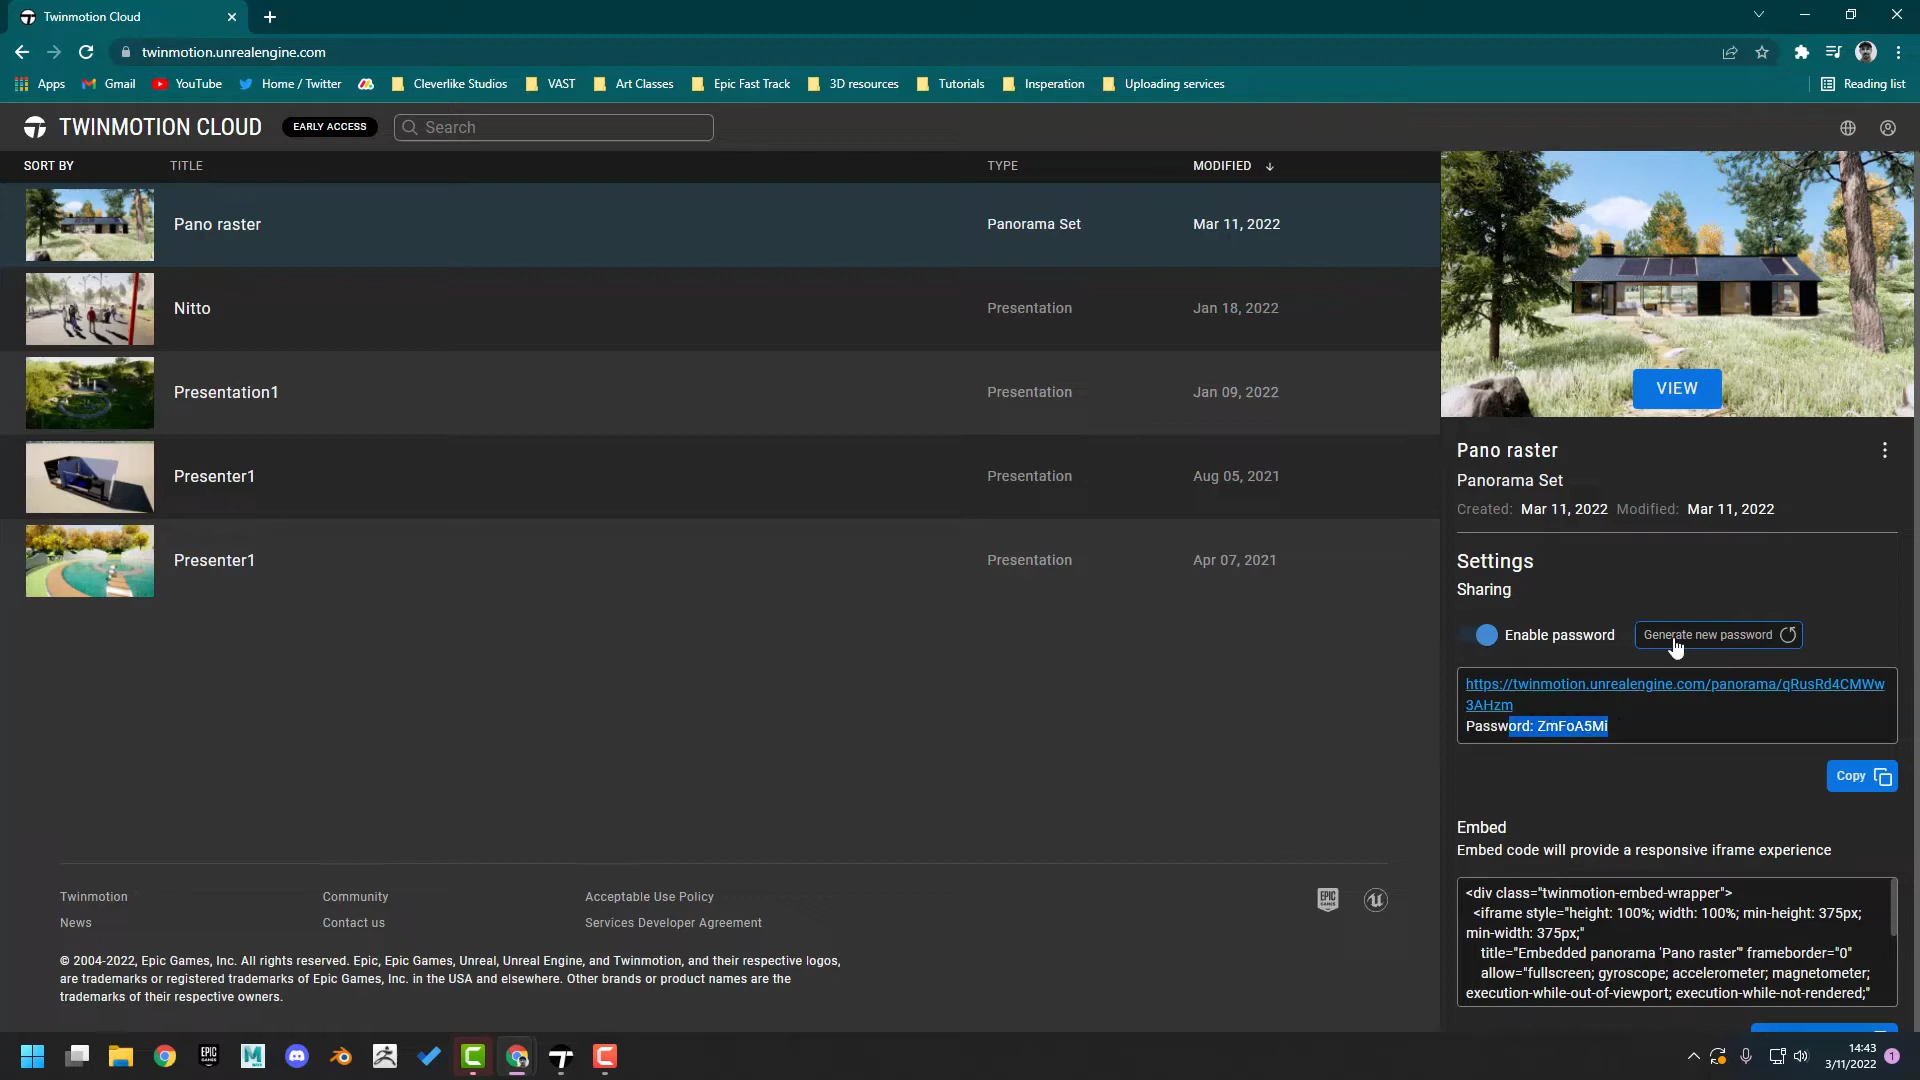 Twinmotion Cloud
twinmotion.unrealengine.com
Apps Gmail YouTube Home / Twitter Cleverlike Studios VAST Art Classes Epic Fast Track 3D resources Tutorials Insperation Uploading services Reading list
TWINMOTION CLOUD EARLY ACCESS Search
SORT BY TITLE TYPE MODIFIED
Pano raster Panorama Set Mar 11, 2022
Nitto Presentation Jan 18, 2022
Presentation1 Presentation Jan 09, 2022
Presenter1 Presentation Aug 05, 2021
Presenter1 Presentation Apr 07, 2021
VIEW
Pano raster
Panorama Set
Created: Mar 11, 2022 Modified: Mar 11, 2022
Settings
Sharing
Enable password Generate new password
https://twinmotion.unrealengine.com/panorama/qRusRd4CMWw
3AHzm
Password: ZmFoA5Mi
Copy
Embed
Embed code will provide a responsive iframe experience
<div class="twinmotion-embed-wrapper">
<iframe style="height: 100%; width: 100%; min-height: 375px;
min-width: 375px;"
title="Embedded panorama 'Pano raster'" frameborder="0"
allow="fullscreen; gyroscope; accelerometer; magnetometer;
execution-while-out-of-viewport; execution-while-not-rendered;"
Twinmotion Community Acceptable Use Policy
News Contact us Services Developer Agreement
EPIC GAMES
© 2004-2022, Epic Games, Inc. All rights reserved. Epic, Epic Games, Unreal, Unreal Engine, and Twinmotion, and their respective logos,
are trademarks or registered trademarks of Epic Games, Inc. in the USA and elsewhere. Other brands or product names are the
trademarks of their respective owners.
14:43
3/11/2022
1